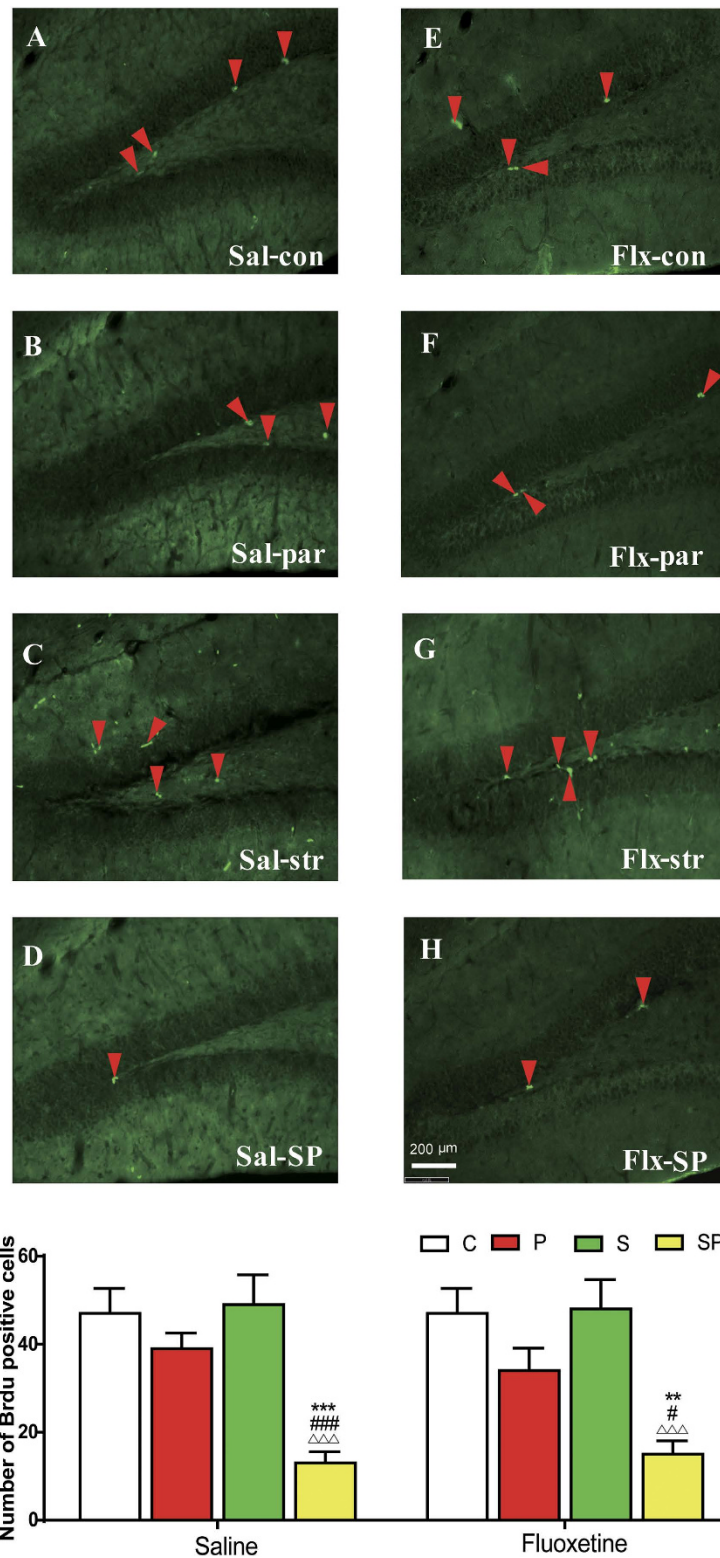 A
Sal-con
E
Flx-con
B
Sal-par
F
Flx-par
C
Sal-str
G
Flx-str
D
Sal-SP
H
200 µm
Flx-SP
C P S SP
Number of Brdu positive cells
60
40
20
0
***
###
△△△
**
#
△△△
Saline
Fluoxetine